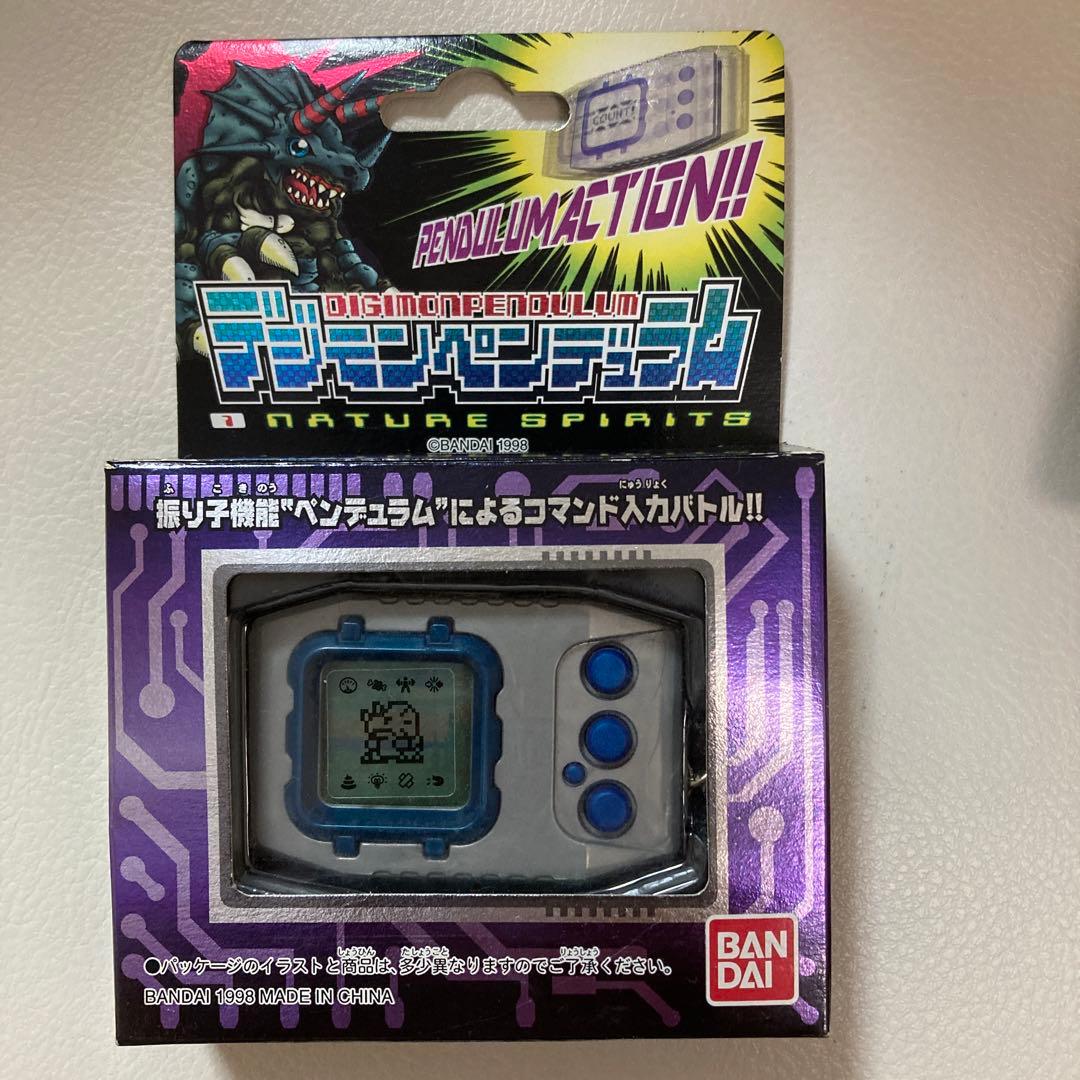 COUNT!
PENDULUM ACTION!!
DIGIMONPENDULUM
デジモンペンデュラム
1 NATURE SPIRITS
©BANDAI 1998
ふ こ きのう にゅうりょく
振り子機能"ペンデュラム"によるコマンド入力バトル!!
しょうひん たしょうこと りょうしょう
●パッケージのイラストと商品は、多少異なりますのでご了承ください。
BANDAI 1998 MADE IN CHINA
BAN
DAI